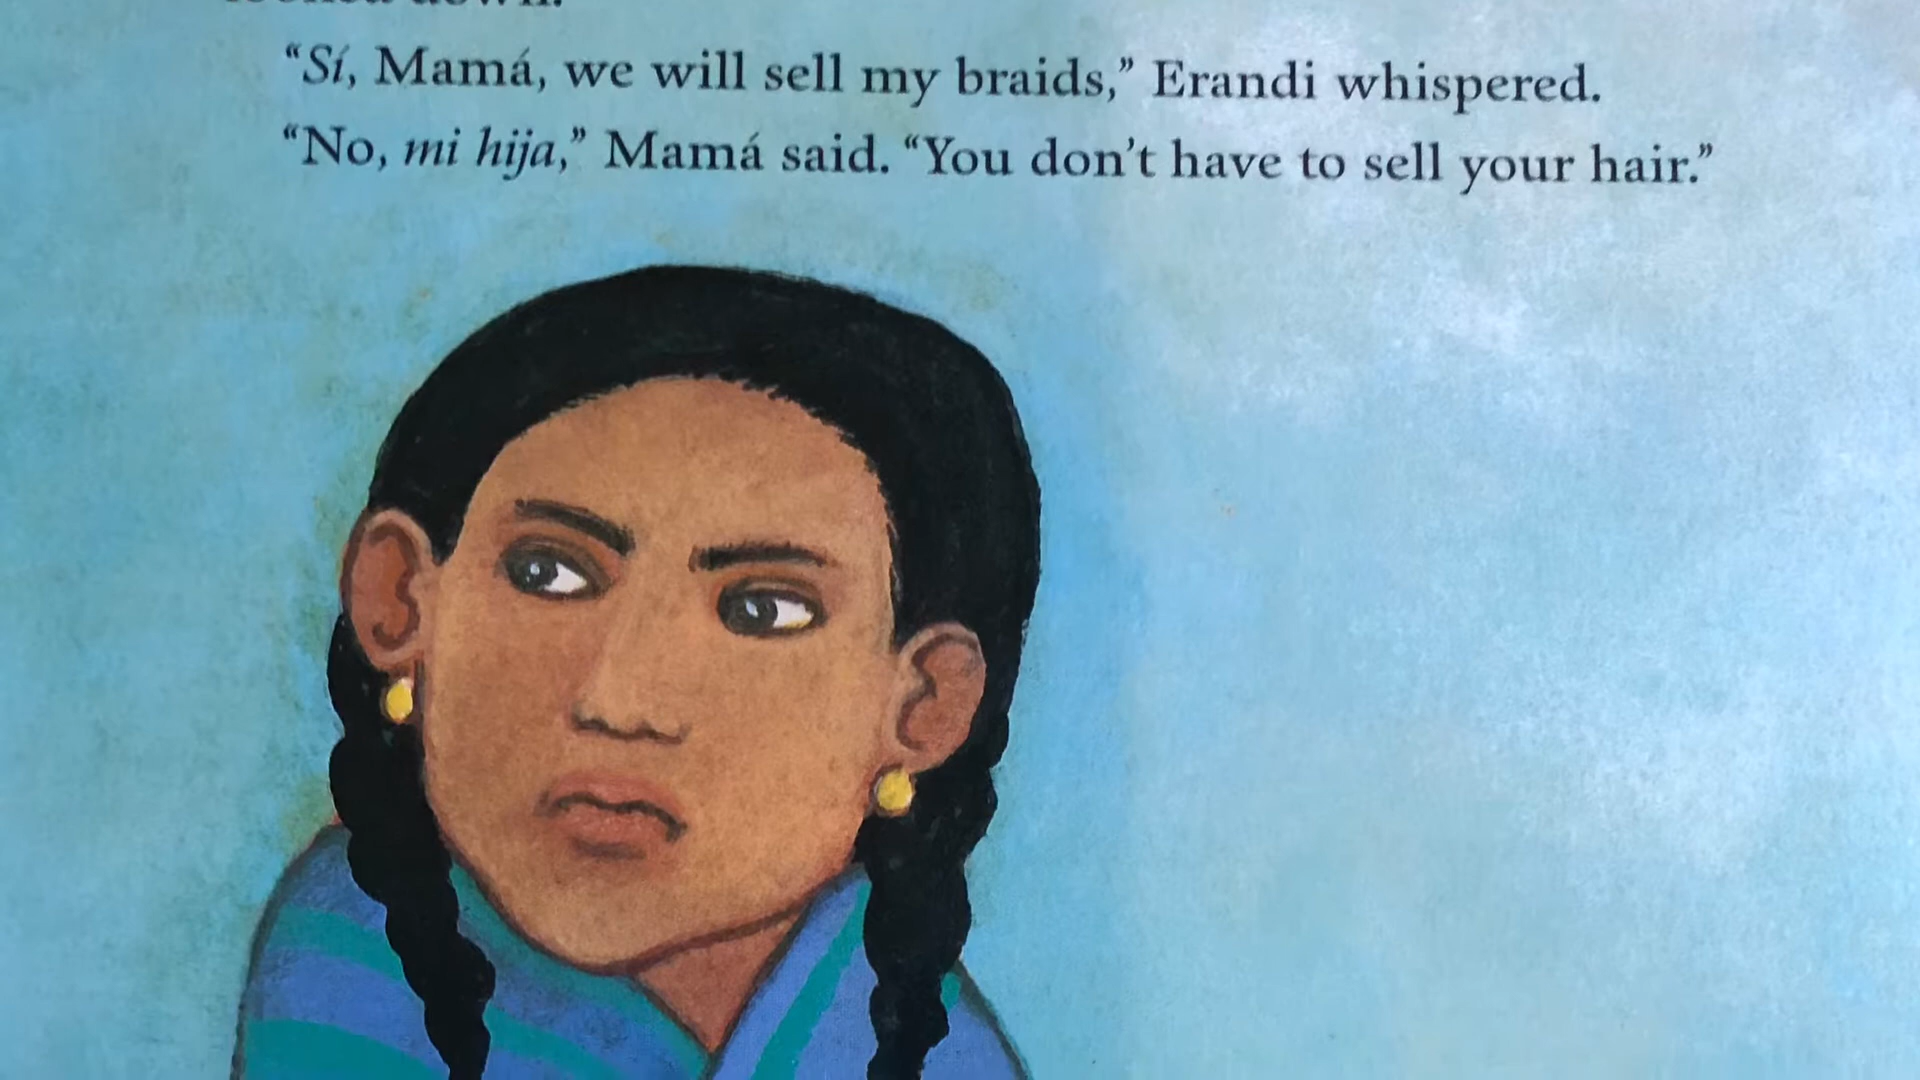 “Sí, Mamá, we will sell my braids,” Erandi whispered.
“No, mi hija,” Mamá said. “You don’t have to sell your hair.”